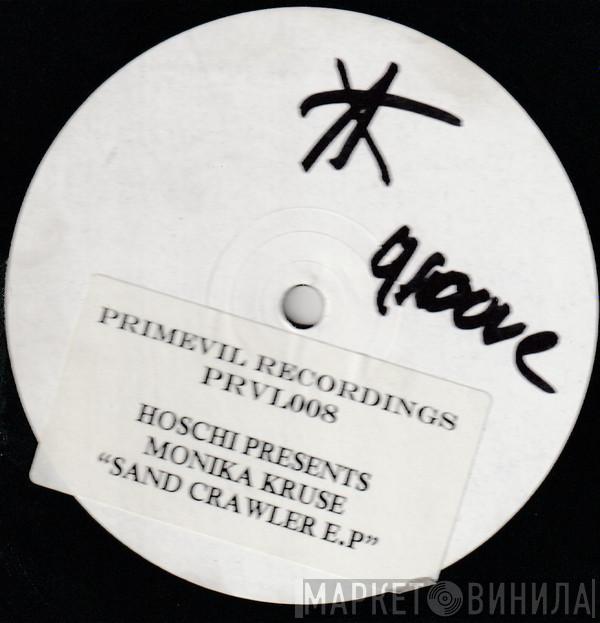 groove
PRIMEVIL RECORDINGS
PRVL008
HOSCHI PRESENTS
MONIKA KRUSE
“SAND CRAWLER E.P”
МАРКЕТ ВИНИЛА